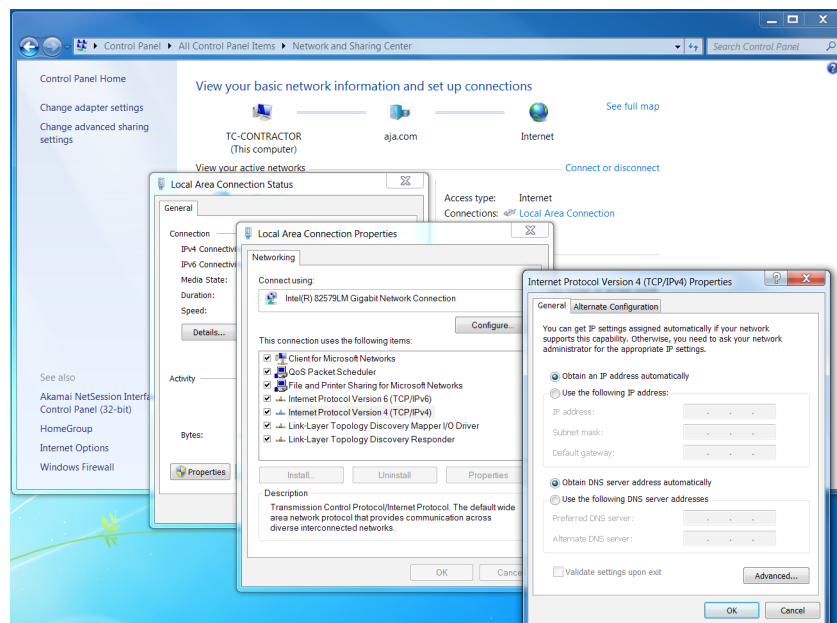 Control Panel ▸ All Control Panel Items ▸ Network and Sharing Center
Search Control Panel
Control Panel Home
Change adapter settings
Change advanced sharing
settings
See also
Akamai NetSession Interfa
Control Panel (32-bit)
HomeGroup
Internet Options
Windows Firewall
View your basic network information and set up connections
See full map
TC-CONTRACTOR
(This computer)
aja.com
Internet
View your active networks
Connect or disconnect
Access type: Internet
Connections: Local Area Connection
Local Area Connection Status
General
Connection
IPv4 Connectivi
IPv6 Connectivi
Media State:
Duration:
Speed:
Details...
Activity
Bytes:
Properties
Local Area Connection Properties
Networking
Connect using:
Intel(R) 82579LM Gigabit Network Connection
Configure...
This connection uses the following items:
Client for Microsoft Networks
QoS Packet Scheduler
File and Printer Sharing for Microsoft Networks
Internet Protocol Version 6 (TCP/IPv6)
Internet Protocol Version 4 (TCP/IPv4)
Link-Layer Topology Discovery Mapper I/O Driver
Link-Layer Topology Discovery Responder
Install...
Uninstall
Properties
Description
Transmission Control Protocol/Internet Protocol. The default wide
area network protocol that provides communication across
diverse interconnected networks.
OK
Cance
Internet Protocol Version 4 (TCP/IPv4) Properties
General
Alternate Configuration
You can get IP settings assigned automatically if your network
supports this capability. Otherwise, you need to ask your network
administrator for the appropriate IP settings.
Obtain an IP address automatically
Use the following IP address:
IP address:
Subnet mask:
Default gateway:
Obtain DNS server address automatically
Use the following DNS server addresses
Preferred DNS server:
Alternate DNS server:
Validate settings upon exit
Advanced...
OK
Cancel